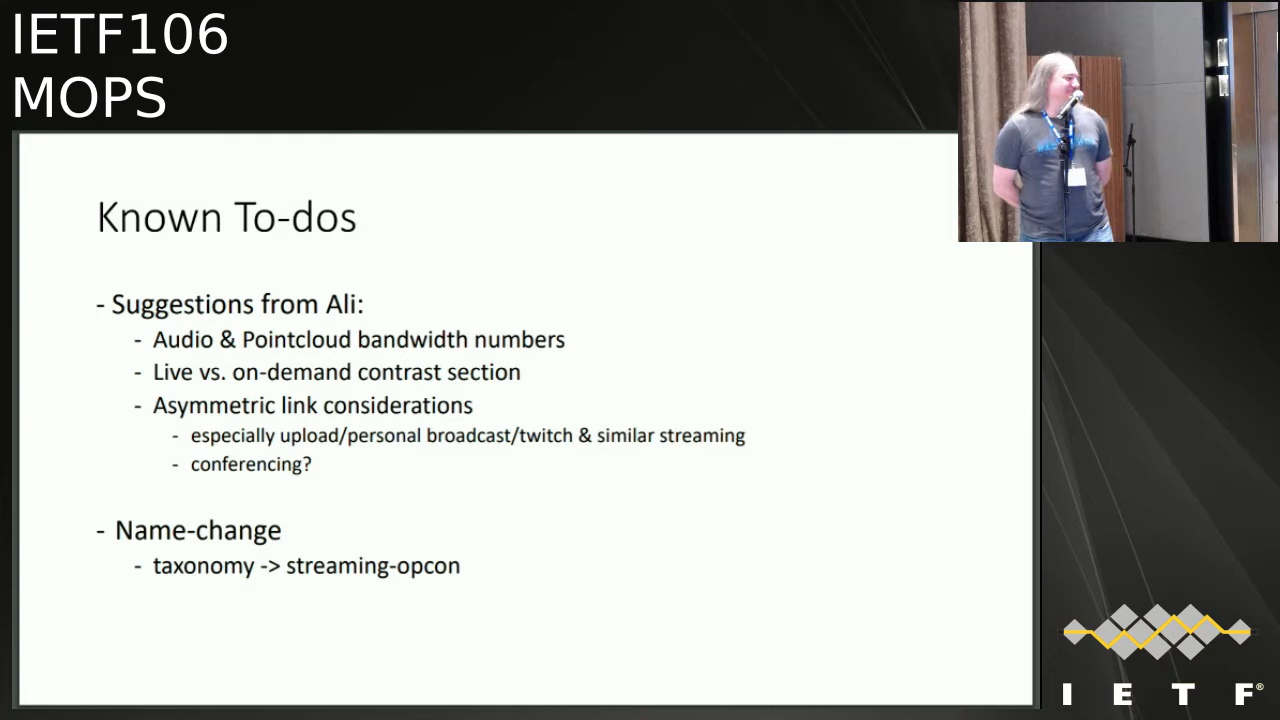 IETF106
MOPS
Known To-dos
- Suggestions from Ali:
- Audio & Pointcloud bandwidth numbers
- Live vs. on-demand contrast section
- Asymmetric link considerations
- especially upload/personal broadcast/twitch & similar streaming
- conferencing?
- Name-change
- taxonomy -> streaming-opcon
I E T F®